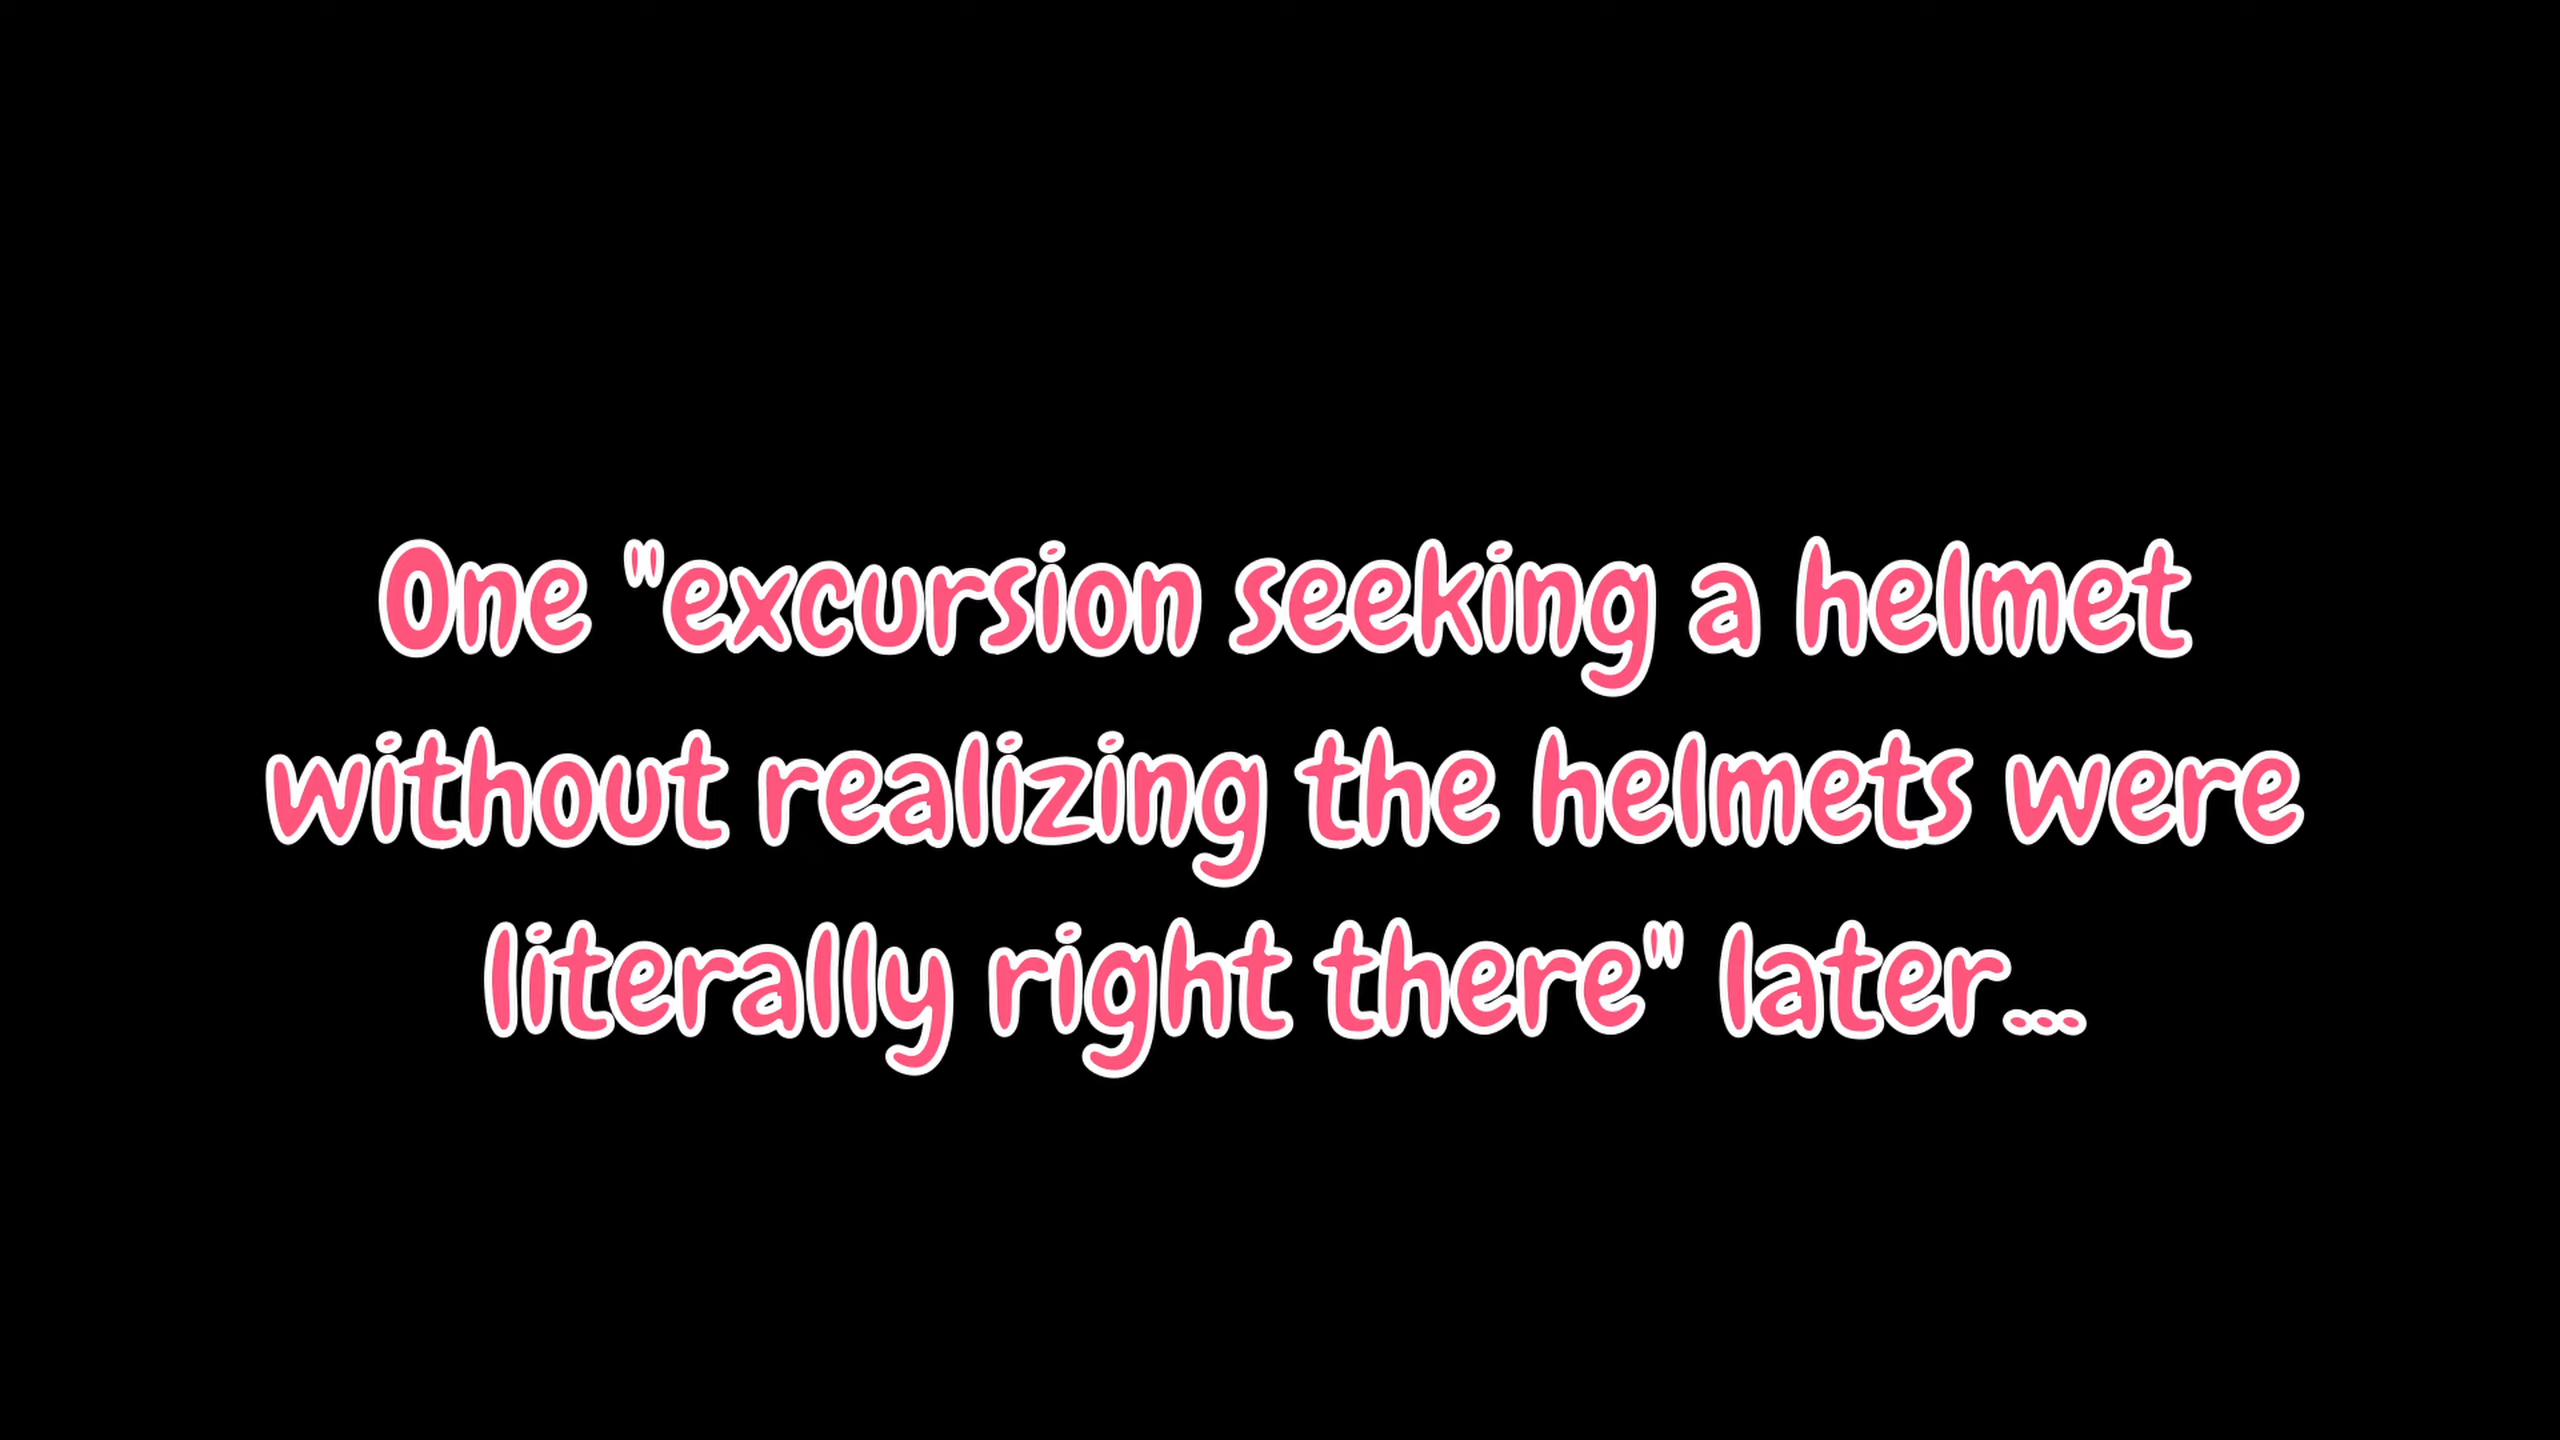 One "excursion seeking a helmet
without realizing the helmets were
literally right there" later...